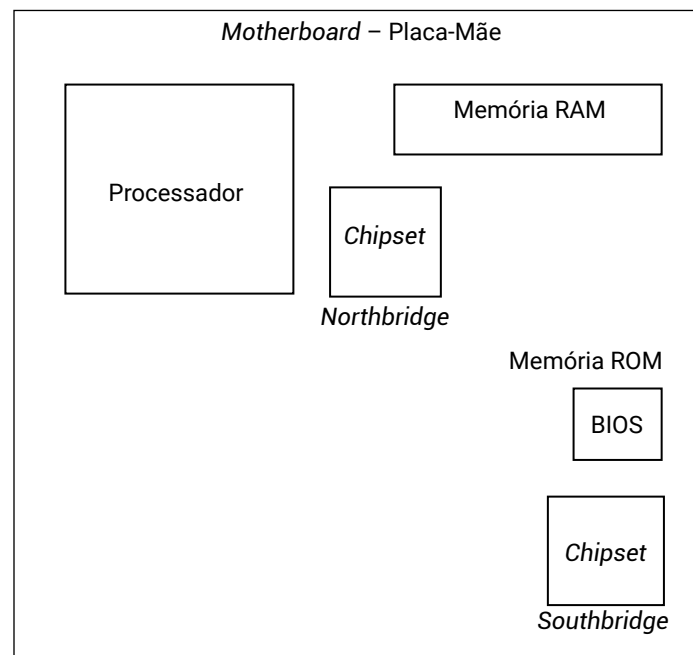 Motherboard – Placa-Mãe
Memória RAM
Processador
Chipset
Northbridge
Memória ROM
BIOS
Chipset
Southbridge